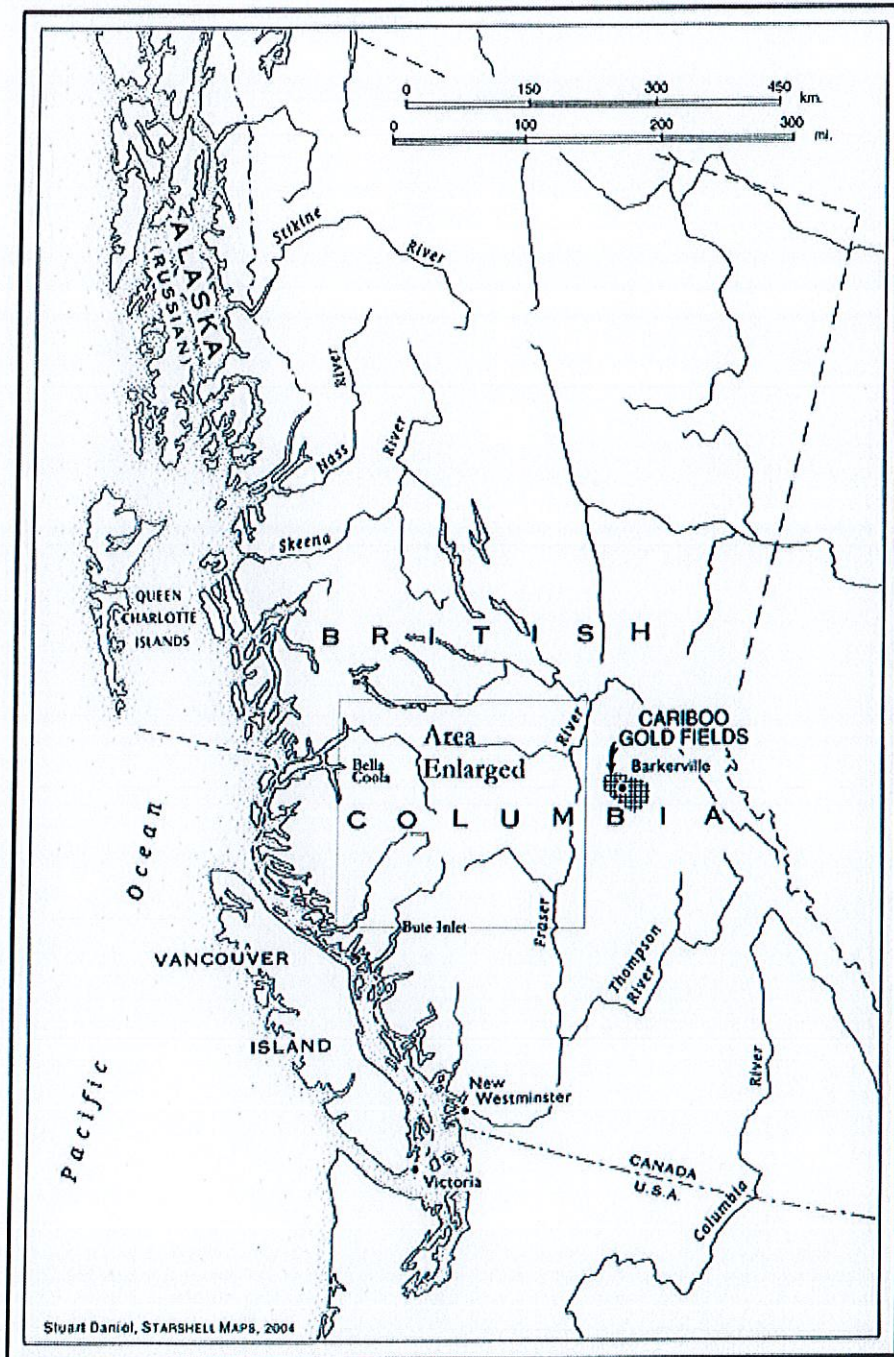 0 150 300 450 km.
0 100 200 300 mi.
Stikine River
ALASKA
(RUSSIAN)
River
Nass
River
Skeena
QUEEN
CHARLOTTE
ISLANDS
BRITISH
CARIBOO
GOLD FIELDS
Barkerville
River
Area
Enlarged
Bella
Coola
COLUMBIA
Ocean
Fraser
Bute Inlet
VANCOUVER
Thompson
River
ISLAND
River
New
Westminster
Pacific
CANADA
U.S.A.
Victoria
Columbia
Stuart Daniel, STARSHELL MAPS, 2004